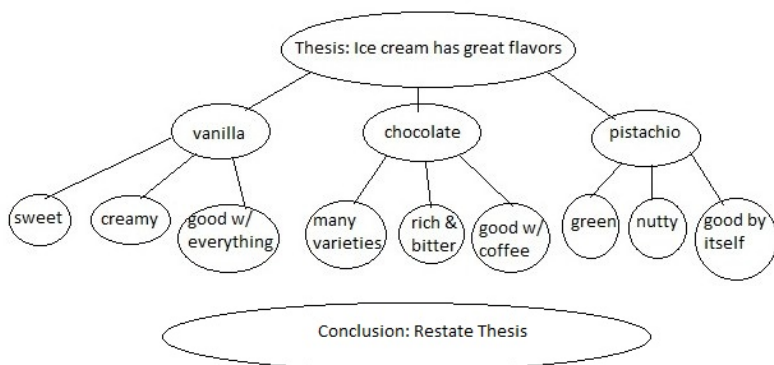 Thesis: Ice cream has great flavors
vanilla
chocolate
pistachio
sweet
creamy
good w/
everything
many
varieties
rich &
bitter
good w/
coffee
green
nutty
good by
itself
Conclusion: Restate Thesis